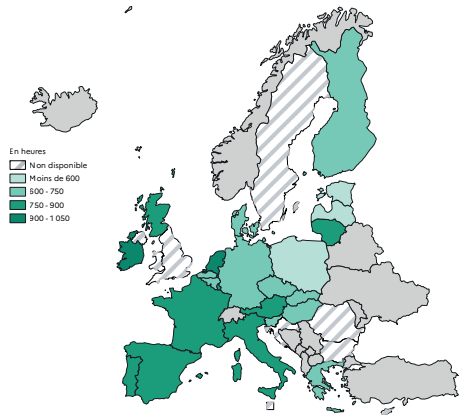 En heures
Non disponible
Moins de 600
600 - 750
750 - 900
900 - 1 050